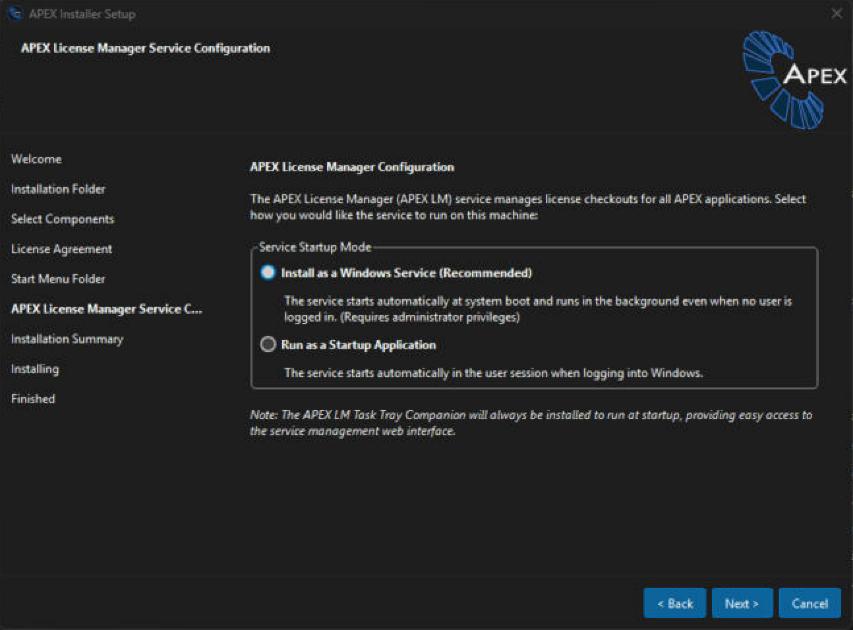 APEX Installer Setup
APEX License Manager Service Configuration
APEX
Welcome
Installation Folder
Select Components
License Agreement
Start Menu Folder
APEX License Manager Service C...
Installation Summary
Installing
Finished
APEX License Manager Configuration
The APEX License Manager (APEX LM) service manages license checkouts for all APEX applications. Select
how you would like the service to run on this machine:
Service Startup Mode
Install as a Windows Service (Recommended)
The service starts automatically at system boot and runs in the background even when no user is
logged in. (Requires administrator privileges)
Run as a Startup Application
The service starts automatically in the user session when logging into Windows.
Note: The APEX LM Task Tray Companion will always be installed to run at startup, providing easy access to
the service management web interface.
< Back
Next >
Cancel